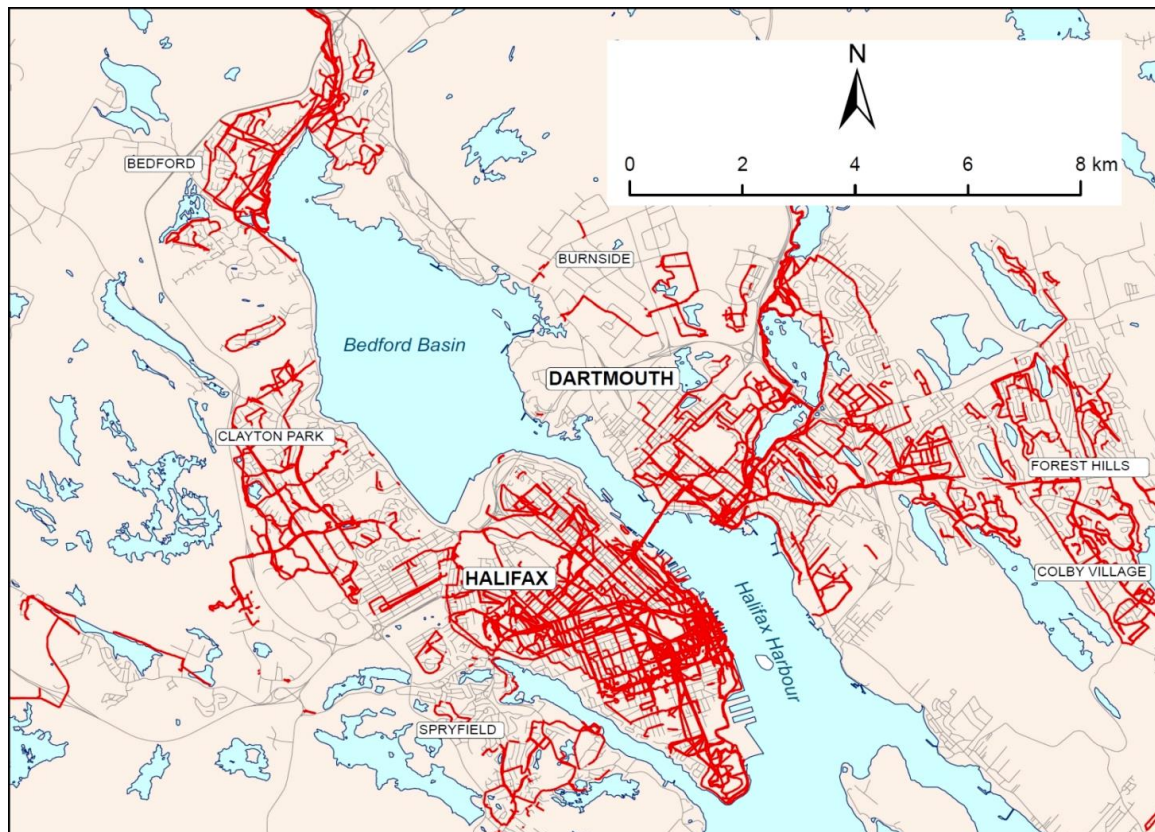 N
0 2 4 6 8 km
BEDFORD
BURNSIDE
Bedford Basin
DARTMOUTH
CLAYTON PARK
FOREST HILLS
HALIFAX
COLBY VILLAGE
Halifax Harbour
SPRYFIELD